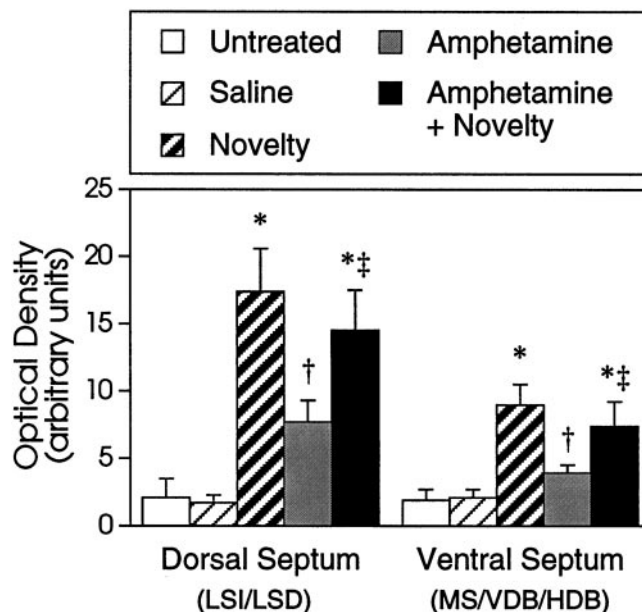 Untreated
Saline
Novelty
Amphetamine
Amphetamine
+ Novelty
Optical Density
(arbitrary units)
25
20
15
10
5
0
*
*‡
†
*
*‡
†
Dorsal Septum
(LSI/LSD)
Ventral Septum
(MS/VDB/HDB)